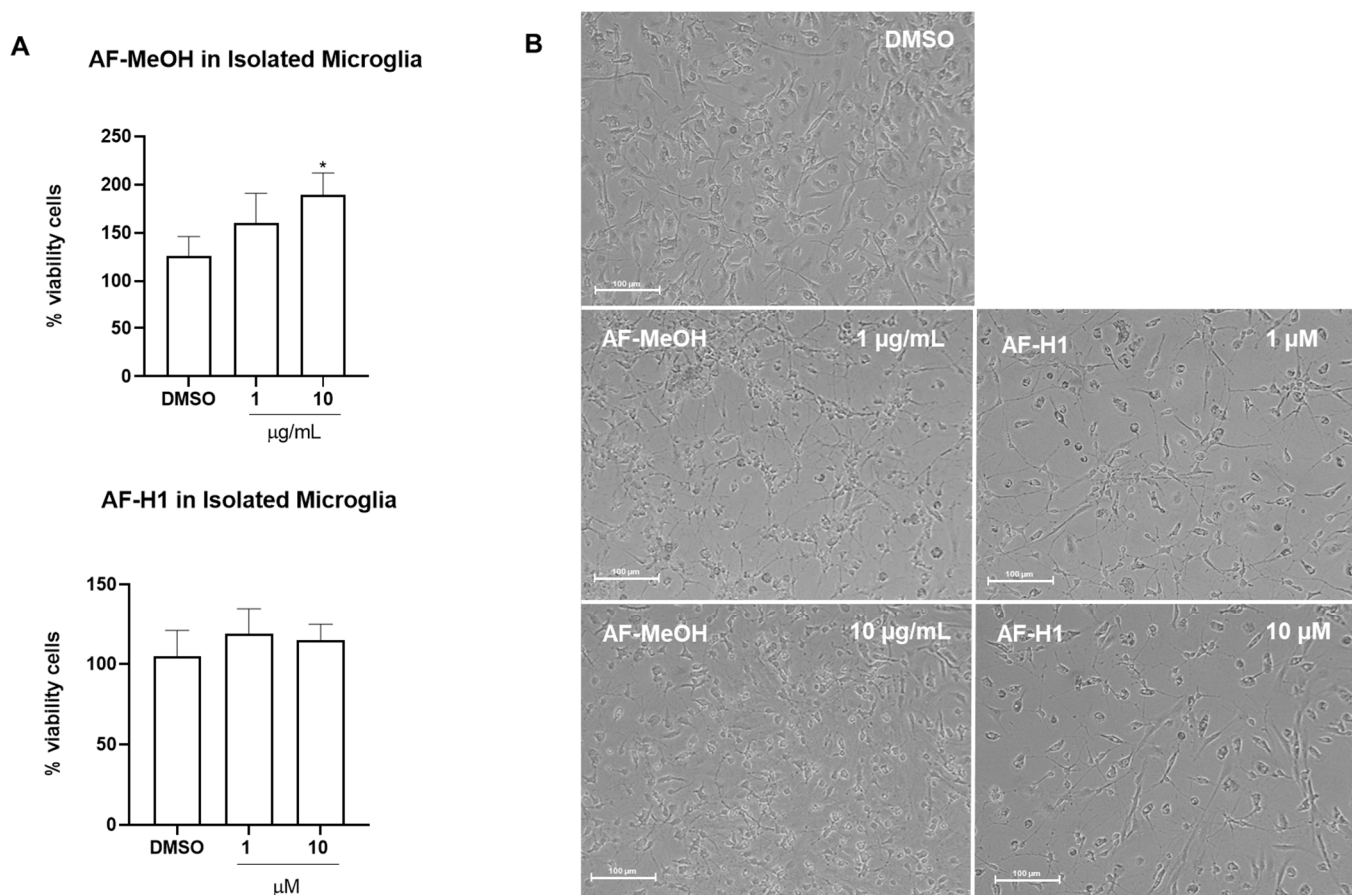 A
AF-MeOH in Isolated Microglia
% viability cells
250
200
150
100
50
0
*
DMSO 1 10
μg/mL
AF-H1 in Isolated Microglia
% viability cells
150
100
50
0
DMSO 1 10
μM
B
DMSO
100 µm
AF-MeOH 1 µg/mL
100 µm
AF-H1 1 µM
100 µm
AF-MeOH 10 µg/mL
100 µm
AF-H1 10 µM
100 µm